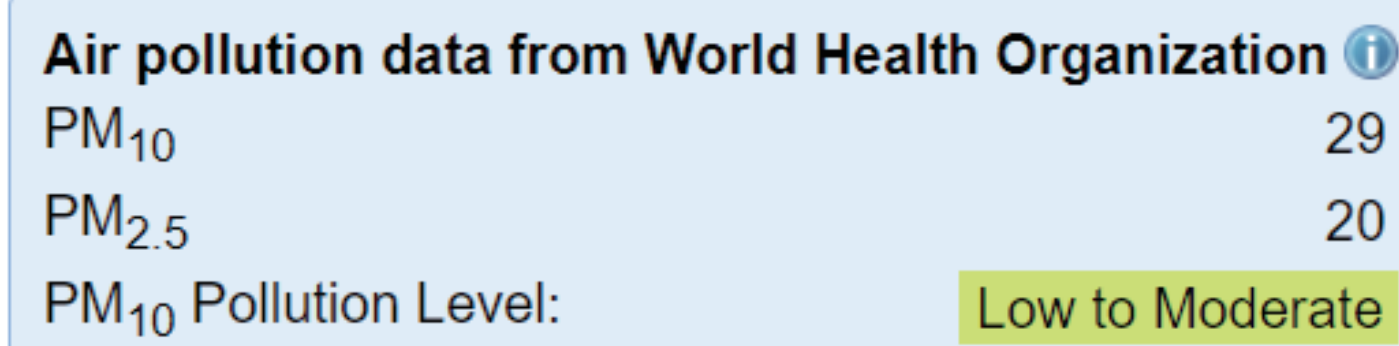 Air pollution data from World Health Organization
PM₁₀ 29
PM₂.₅ 20
PM₁₀ Pollution Level: Low to Moderate